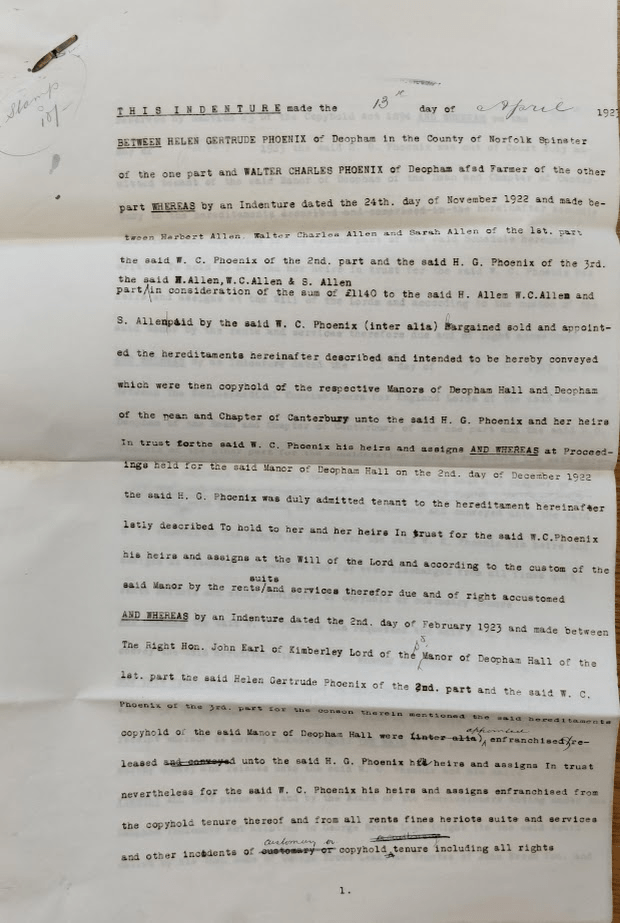 Stamp
10/-
THIS INDENTURE made the 13th day of April 1923
BETWEEN HELEN GERTRUDE PHOENIX of Deopham in the County of Norfolk Spinster
of the one part and WALTER CHARLES PHOENIX of Deopham afsd Farmer of the other
part WHEREAS by an Indenture dated the 24th. day of November 1922 and made be-
tween Herbert Allen, Walter Charles Allen and Sarah Allen of the 1st. part
the said W. C. Phoenix of the 2nd. part and the said H. G. Phoenix of the 3rd.
the said H.Allen,W.C.Allen & S. Allen
part/in consideration of the sum of £1140 to the said H. Allem W.C.Allen and
S. Allen paid by the said W. C. Phoenix (inter alia) bargained sold and appoint-
ed the hereditaments hereinafter described and intended to be hereby conveyed
which were then copyhold of the respective Manors of Deopham Hall and Deopham
of the Dean and Chapter of Canterbury unto the said H. G. Phoenix and her heirs
In trust for the said W. C. Phoenix his heirs and assigns AND WHEREAS at Proceed-
ings held for the said Manor of Deopham Hall on the 2nd. day of December 1922
the said H. G. Phoenix was duly admitted tenant to the hereditament hereinafter
1stly described To hold to her and her heirs In trust for the said W.C.Phoenix
his heirs and assigns at the Will of the Lord and according to the custom of the
suits
said Manor by the rents/and services therefor due and of right accustomed
AND WHEREAS by an Indenture dated the 2nd. day of February 1923 and made between
sd.
The Right Hon. John Earl of Kimberley Lord of the Manor of Deopham Hall of the
1st. part the said Helen Gertrude Phoenix of the 2nd. part and the said W. C.
Phoenix of the 3rd. part for the conson therein mentioned the said hereditaments
appointed
copyhold of the said Manor of Deopham Hall were (inter alia) enfranchised/re-
leased and conveyed unto the said H. G. Phoenix her heirs and assigns In trust
nevertheless for the said W. C. Phoenix his heirs and assigns enfranchised from
the copyhold tenure thereof and from all rents fines heriots suits and services
customary or
and other incidents of customary or copyhold tenure including all rights
1.